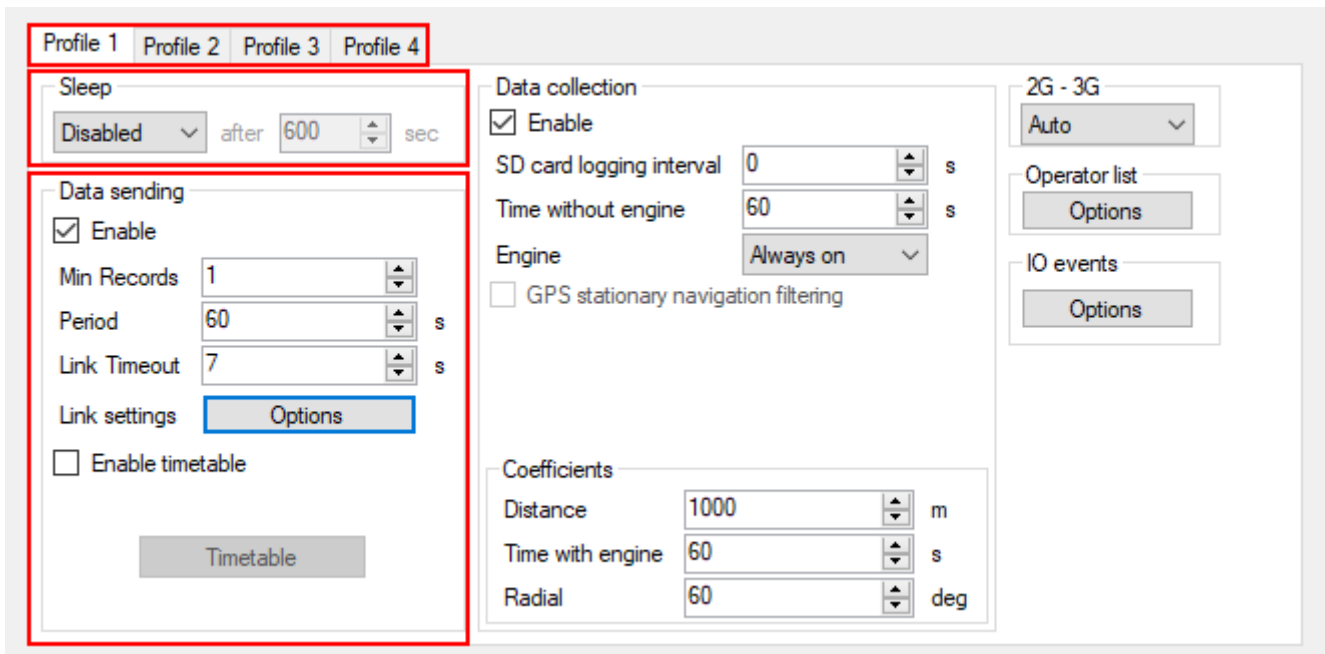 Profile 1 Profile 2 Profile 3 Profile 4
Sleep
Disabled after 600 sec
Data sending
Enable
Min Records 1
Period 60 s
Link Timeout 7 s
Link settings Options
Enable timetable
Timetable
Data collection
Enable
SD card logging interval 0 s
Time without engine 60 s
Engine Always on
GPS stationary navigation filtering
Coefficients
Distance 1000 m
Time with engine 60 s
Radial 60 deg
2G - 3G
Auto
Operator list
Options
IO events
Options